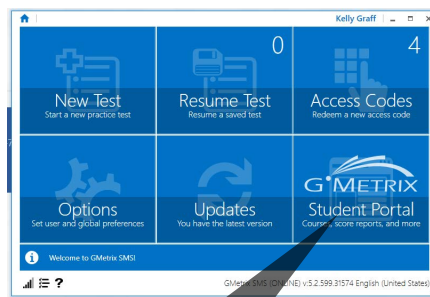 Kelly Graff
0
4
New Test
Start a new practice test
Resume Test
Resume a saved test
Access Codes
Redeem a new access code
Options
Set user and global preferences
Updates
You have the latest version
G METRIX
Student Portal
Courses, score reports, and more
Welcome to GMetrix SMS!
GMetrix SMS (ONLINE) v:5.2.599.31574 English (United States)